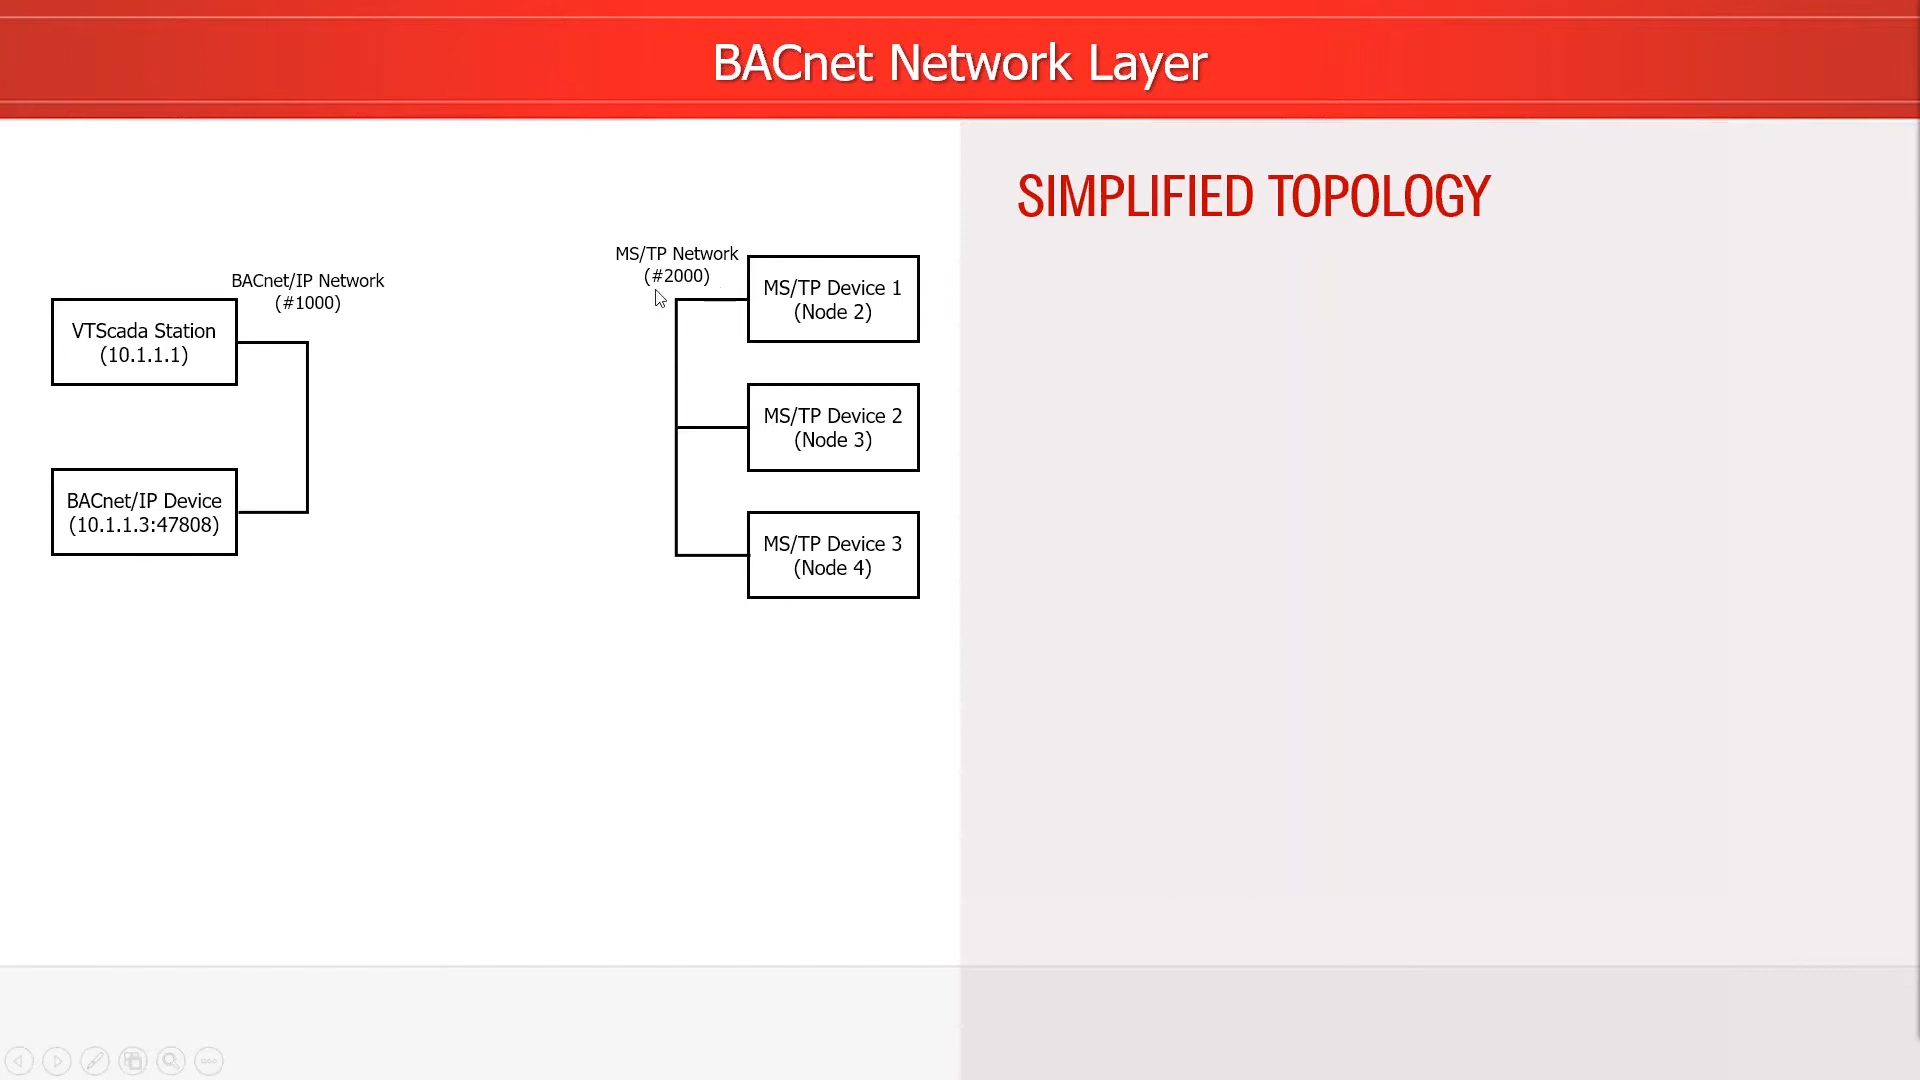 BACnet Network Layer
SIMPLIFIED TOPOLOGY
BACnet/IP Network
(#1000)
VTScada Station
(10.1.1.1)
BACnet/IP Device
(10.1.1.3:47808)
MS/TP Network
(#2000)
MS/TP Device 1
(Node 2)
MS/TP Device 2
(Node 3)
MS/TP Device 3
(Node 4)